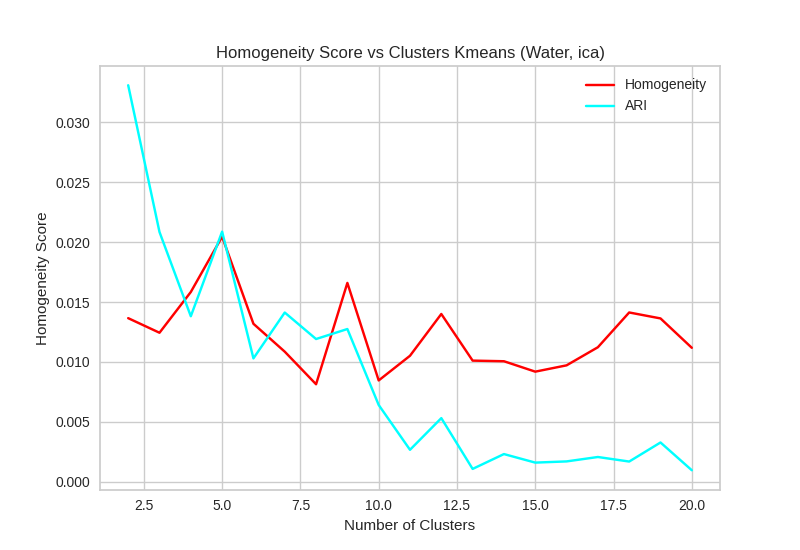 Homogeneity Score vs Clusters Kmeans (Water, ica)
Homogeneity
ARI
0.030
0.025
0.020
0.015
0.010
0.005
0.000
Homogeneity Score
2.5 5.0 7.5 10.0 12.5 15.0 17.5 20.0
Number of Clusters